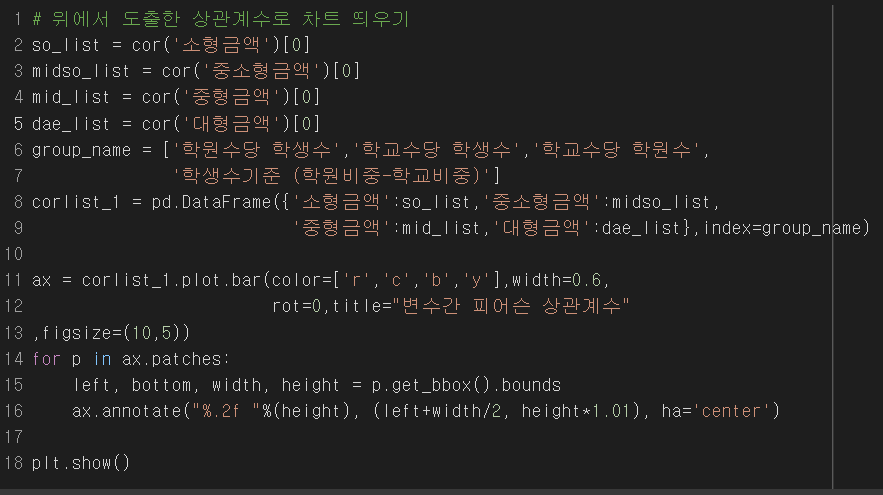 1 # 위에서 도출한 상관계수로 차트 띄우기
2 so_list = cor('소형금액')[0]
3 midso_list = cor('중소형금액')[0]
4 mid_list = cor('중형금액')[0]
5 dae_list = cor('대형금액')[0]
6 group_name = ['학원수당 학생수','학교수당 학생수','학교수당 학원수',
7 '학생수기준 (학원비중-학교비중)']
8 corlist_1 = pd.DataFrame({'소형금액':so_list,'중소형금액':midso_list,
9 '중형금액':mid_list,'대형금액':dae_list},index=group_name)
10
11 ax = corlist_1.plot.bar(color=['r','c','b','y'],width=0.6,
12 rot=0,title="변수간 피어슨 상관계수"
13 ,figsize=(10,5))
14 for p in ax.patches:
15 left, bottom, width, height = p.get_bbox().bounds
16 ax.annotate("%.2f "%(height), (left+width/2, height*1.01), ha='center')
17
18 plt.show()